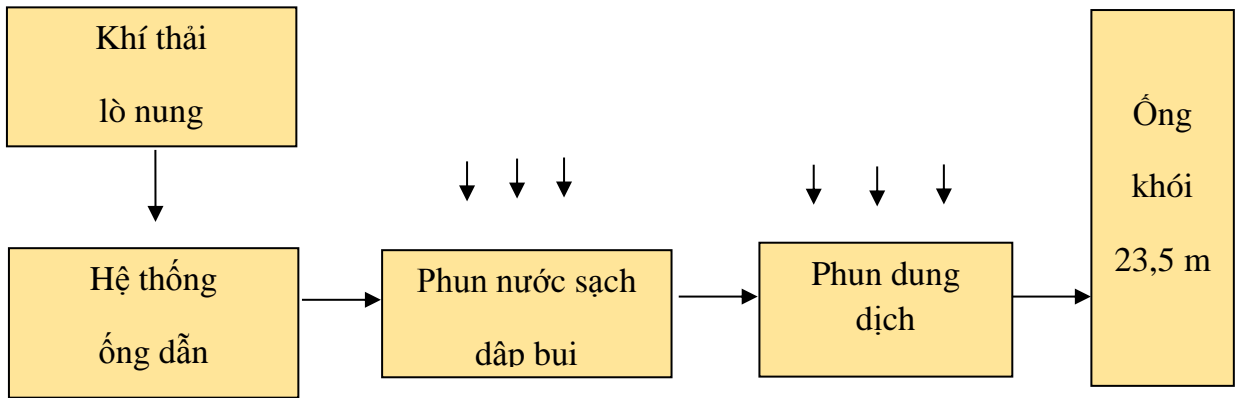 Khí thải
lò nung
Hệ thống
ống dẫn
Phun nước sạch
dập bụi
Phun dung
dịch
Ống
khói
23,5 m